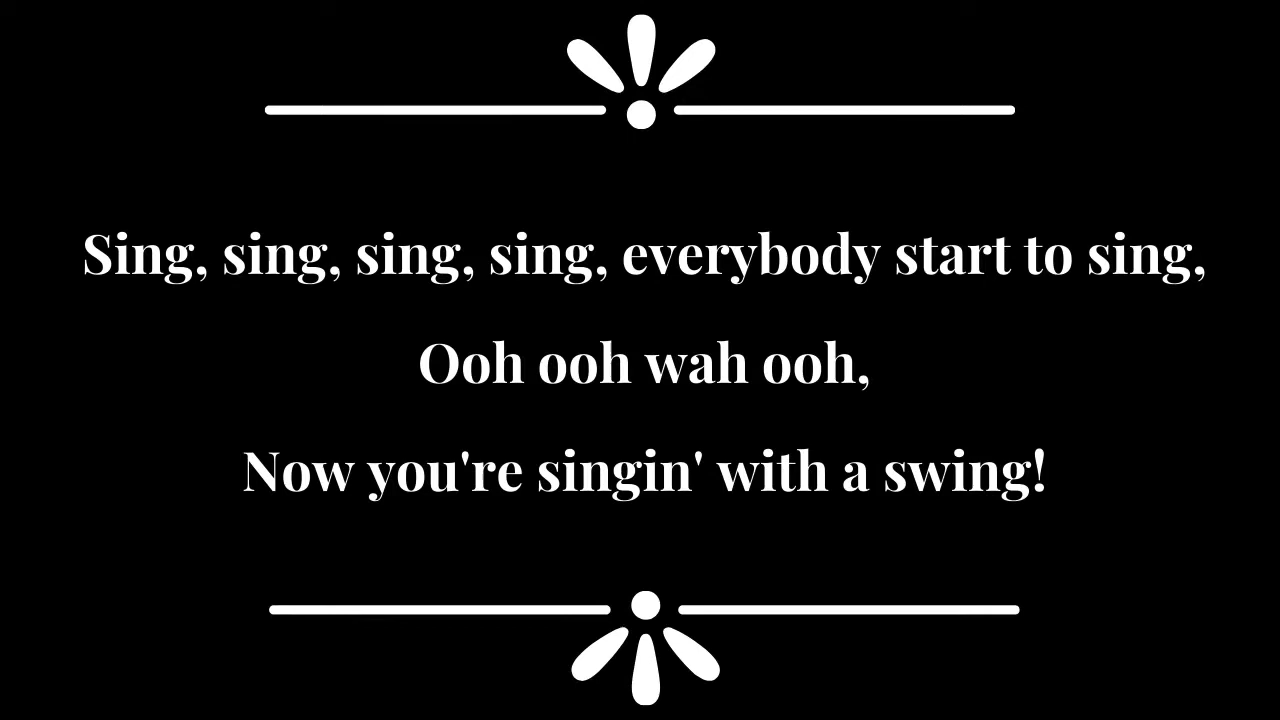 Sing, sing, sing, sing, everybody start to sing,
Ooh ooh wah ooh,
Now you're singin' with a swing!